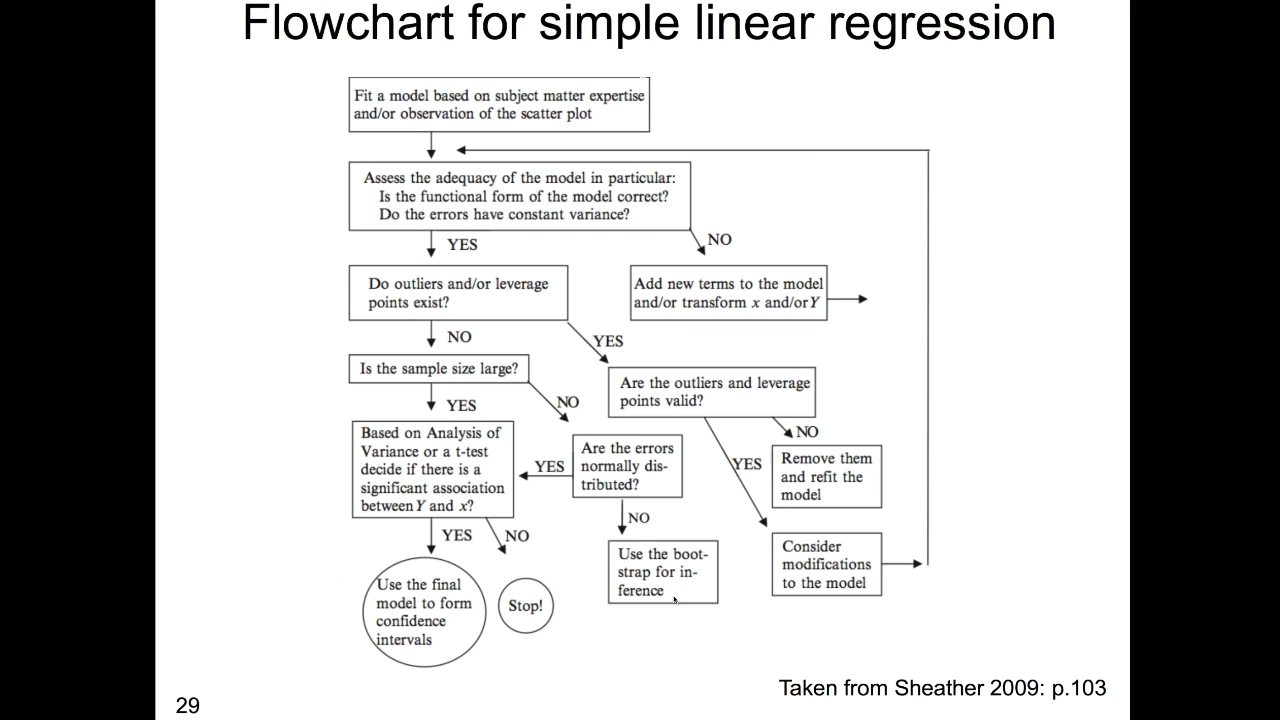 Flowchart for simple linear regression
Fit a model based on subject matter expertise
and/or observation of the scatter plot
Assess the adequacy of the model in particular:
Is the functional form of the model correct?
Do the errors have constant variance?
YES
NO
Do outliers and/or leverage
points exist?
Add new terms to the model
and/or transform x and/or Y
NO
YES
Is the sample size large?
Are the outliers and leverage
points valid?
YES
NO
NO
Based on Analysis of
Variance or a t-test
decide if there is a
significant association
between Y and x?
YES
Are the errors
normally dis-
tributed?
YES
Remove them
and refit the
model
NO
YES
NO
Use the boot-
strap for in-
ference
Consider
modifications
to the model
Use the final
model to form
confidence
intervals
Stop!
Taken from Sheather 2009: p.103
29